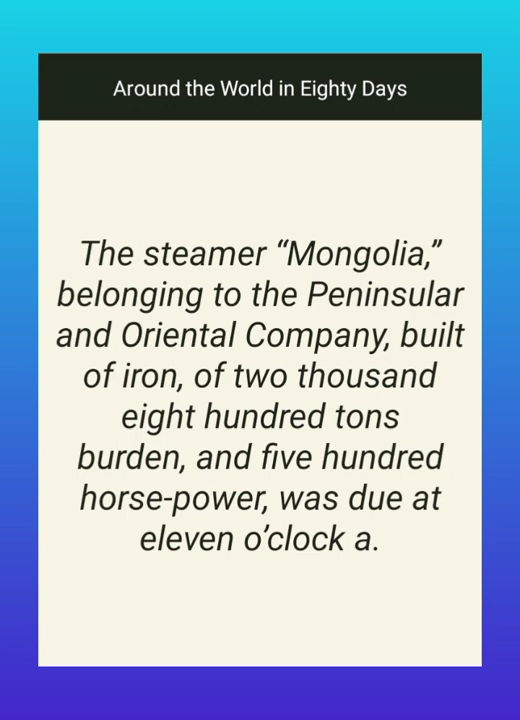 Around the World in Eighty Days
The steamer “Mongolia,”
belonging to the Peninsular
and Oriental Company, built
of iron, of two thousand
eight hundred tons
burden, and five hundred
horse-power, was due at
eleven o’clock a.